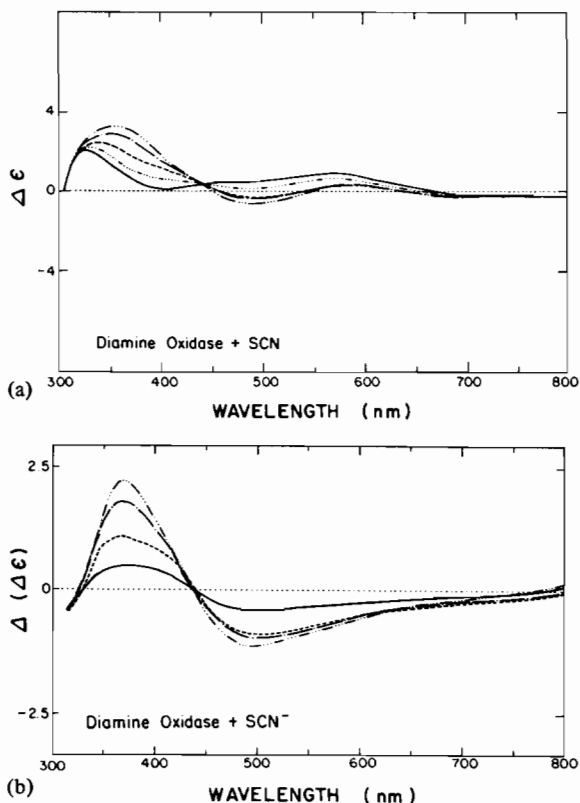 4
0
-4
Δ ε
Diamine Oxidase + SCN
300 400 500 600 700 800
(a)
WAVELENGTH (nm)
2.5
0
-2.5
Δ (Δε)
Diamine Oxidase + SCN⁻
300 400 500 600 700 800
(b)
WAVELENGTH (nm)